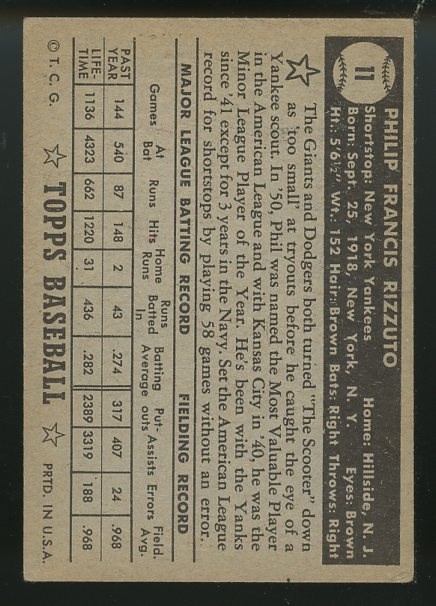 11
PHILIP FRANCIS RIZZUTO
Shortstop: New York Yankees Home: Hillside, N. J.
Born: Sept. 25, 1918, New York, N. Y. Eyes: Brown
Ht.: 5'6½" Wt.: 152 Hair: Brown Bats: Right Throws: Right
The Giants and Dodgers both turned "The Scooter" down
as 'too small' at tryouts before he caught the eye of a
Yankee scout. In '50, Phil was named the Most Valuable Player
in the American League and with Kansas City in '40, he was the
Minor League Player of the Year. He's been with the Yanks
since '41 except for 3 years in the Navy. Set the American League
record for shortstops by playing 58 games without an error.
MAJOR LEAGUE BATTING RECORD FIELDING RECORD
Games At Bat Runs Hits Home Runs Runs Batted In Batting Average Put-outs Assists Errors Field. Avg.
PAST YEAR 144 540 87 148 2 43 .274 317 407 24 .968
LIFE-TIME 1136 4323 662 1220 31 436 .282 2389 3319 188 .968
© T. C. G. TOPPS BASEBALL PRTD. IN U.S.A.